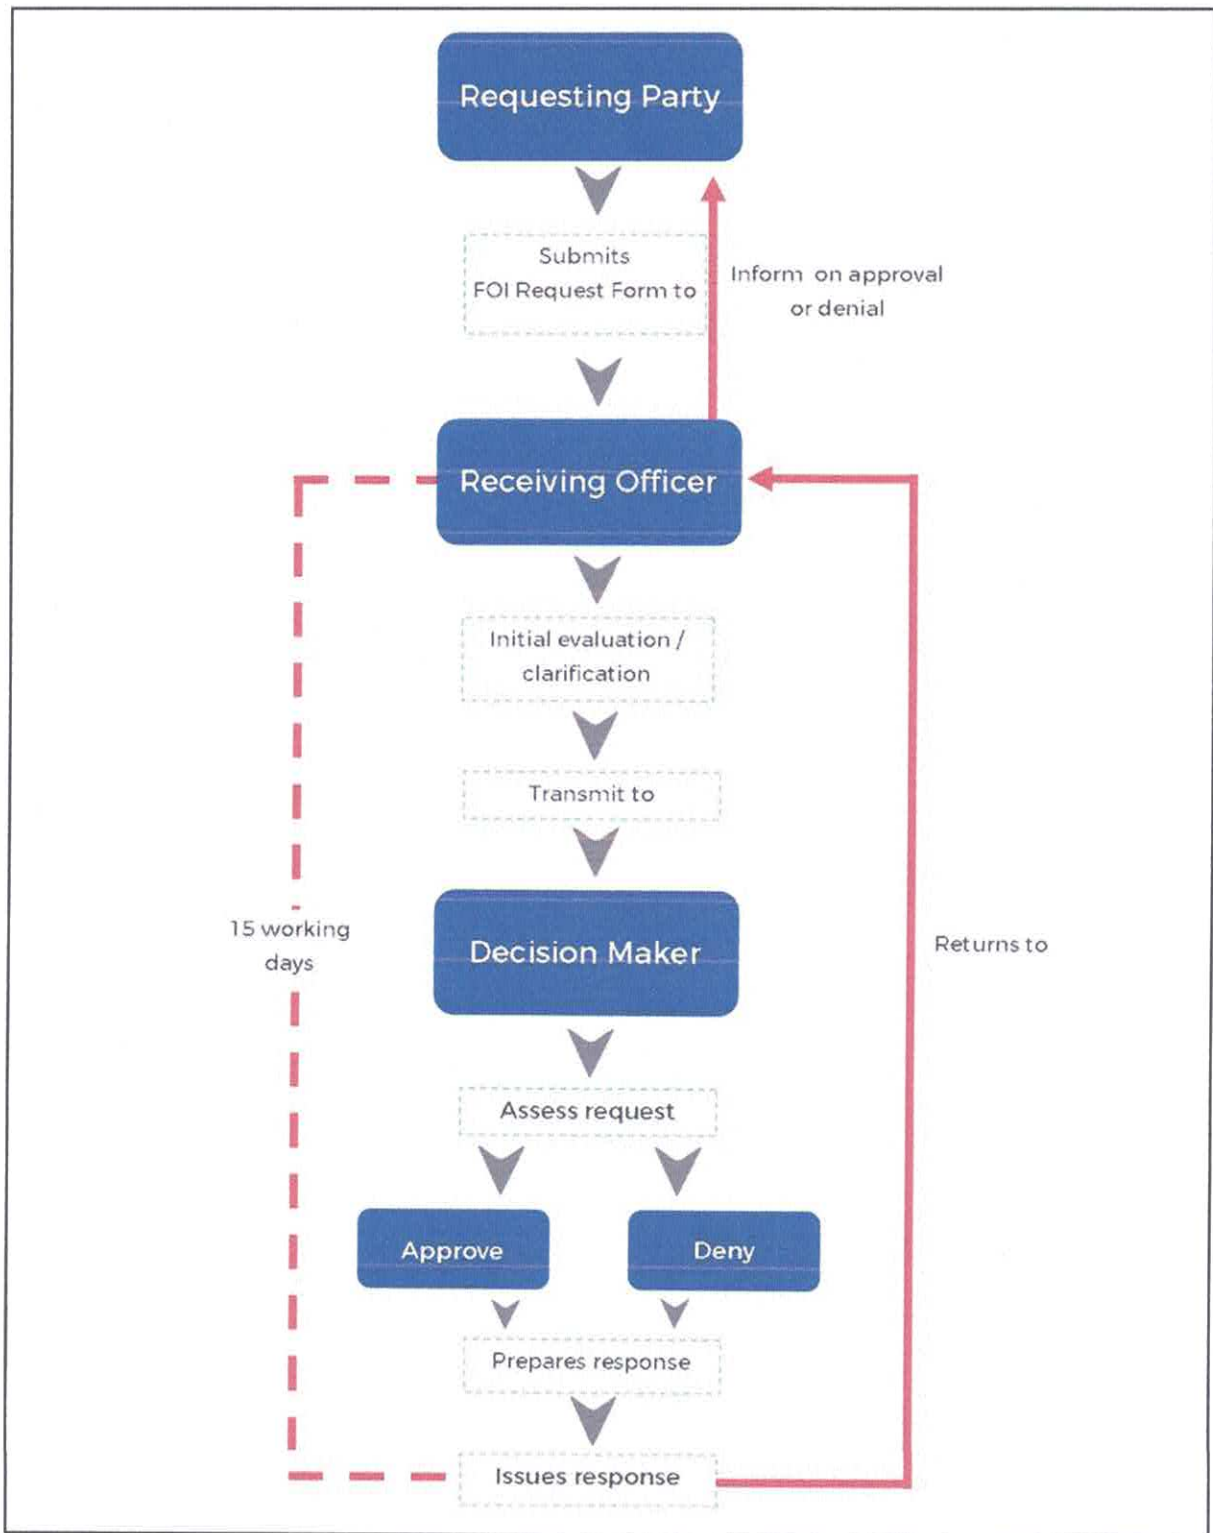 Requesting Party
Submits
FOI Request Form to
Inform on approval
or denial
Receiving Officer
Initial evaluation /
clarification
Transmit to
15 working
days
Decision Maker
Returns to
Assess request
Approve
Deny
Prepares response
Issues response